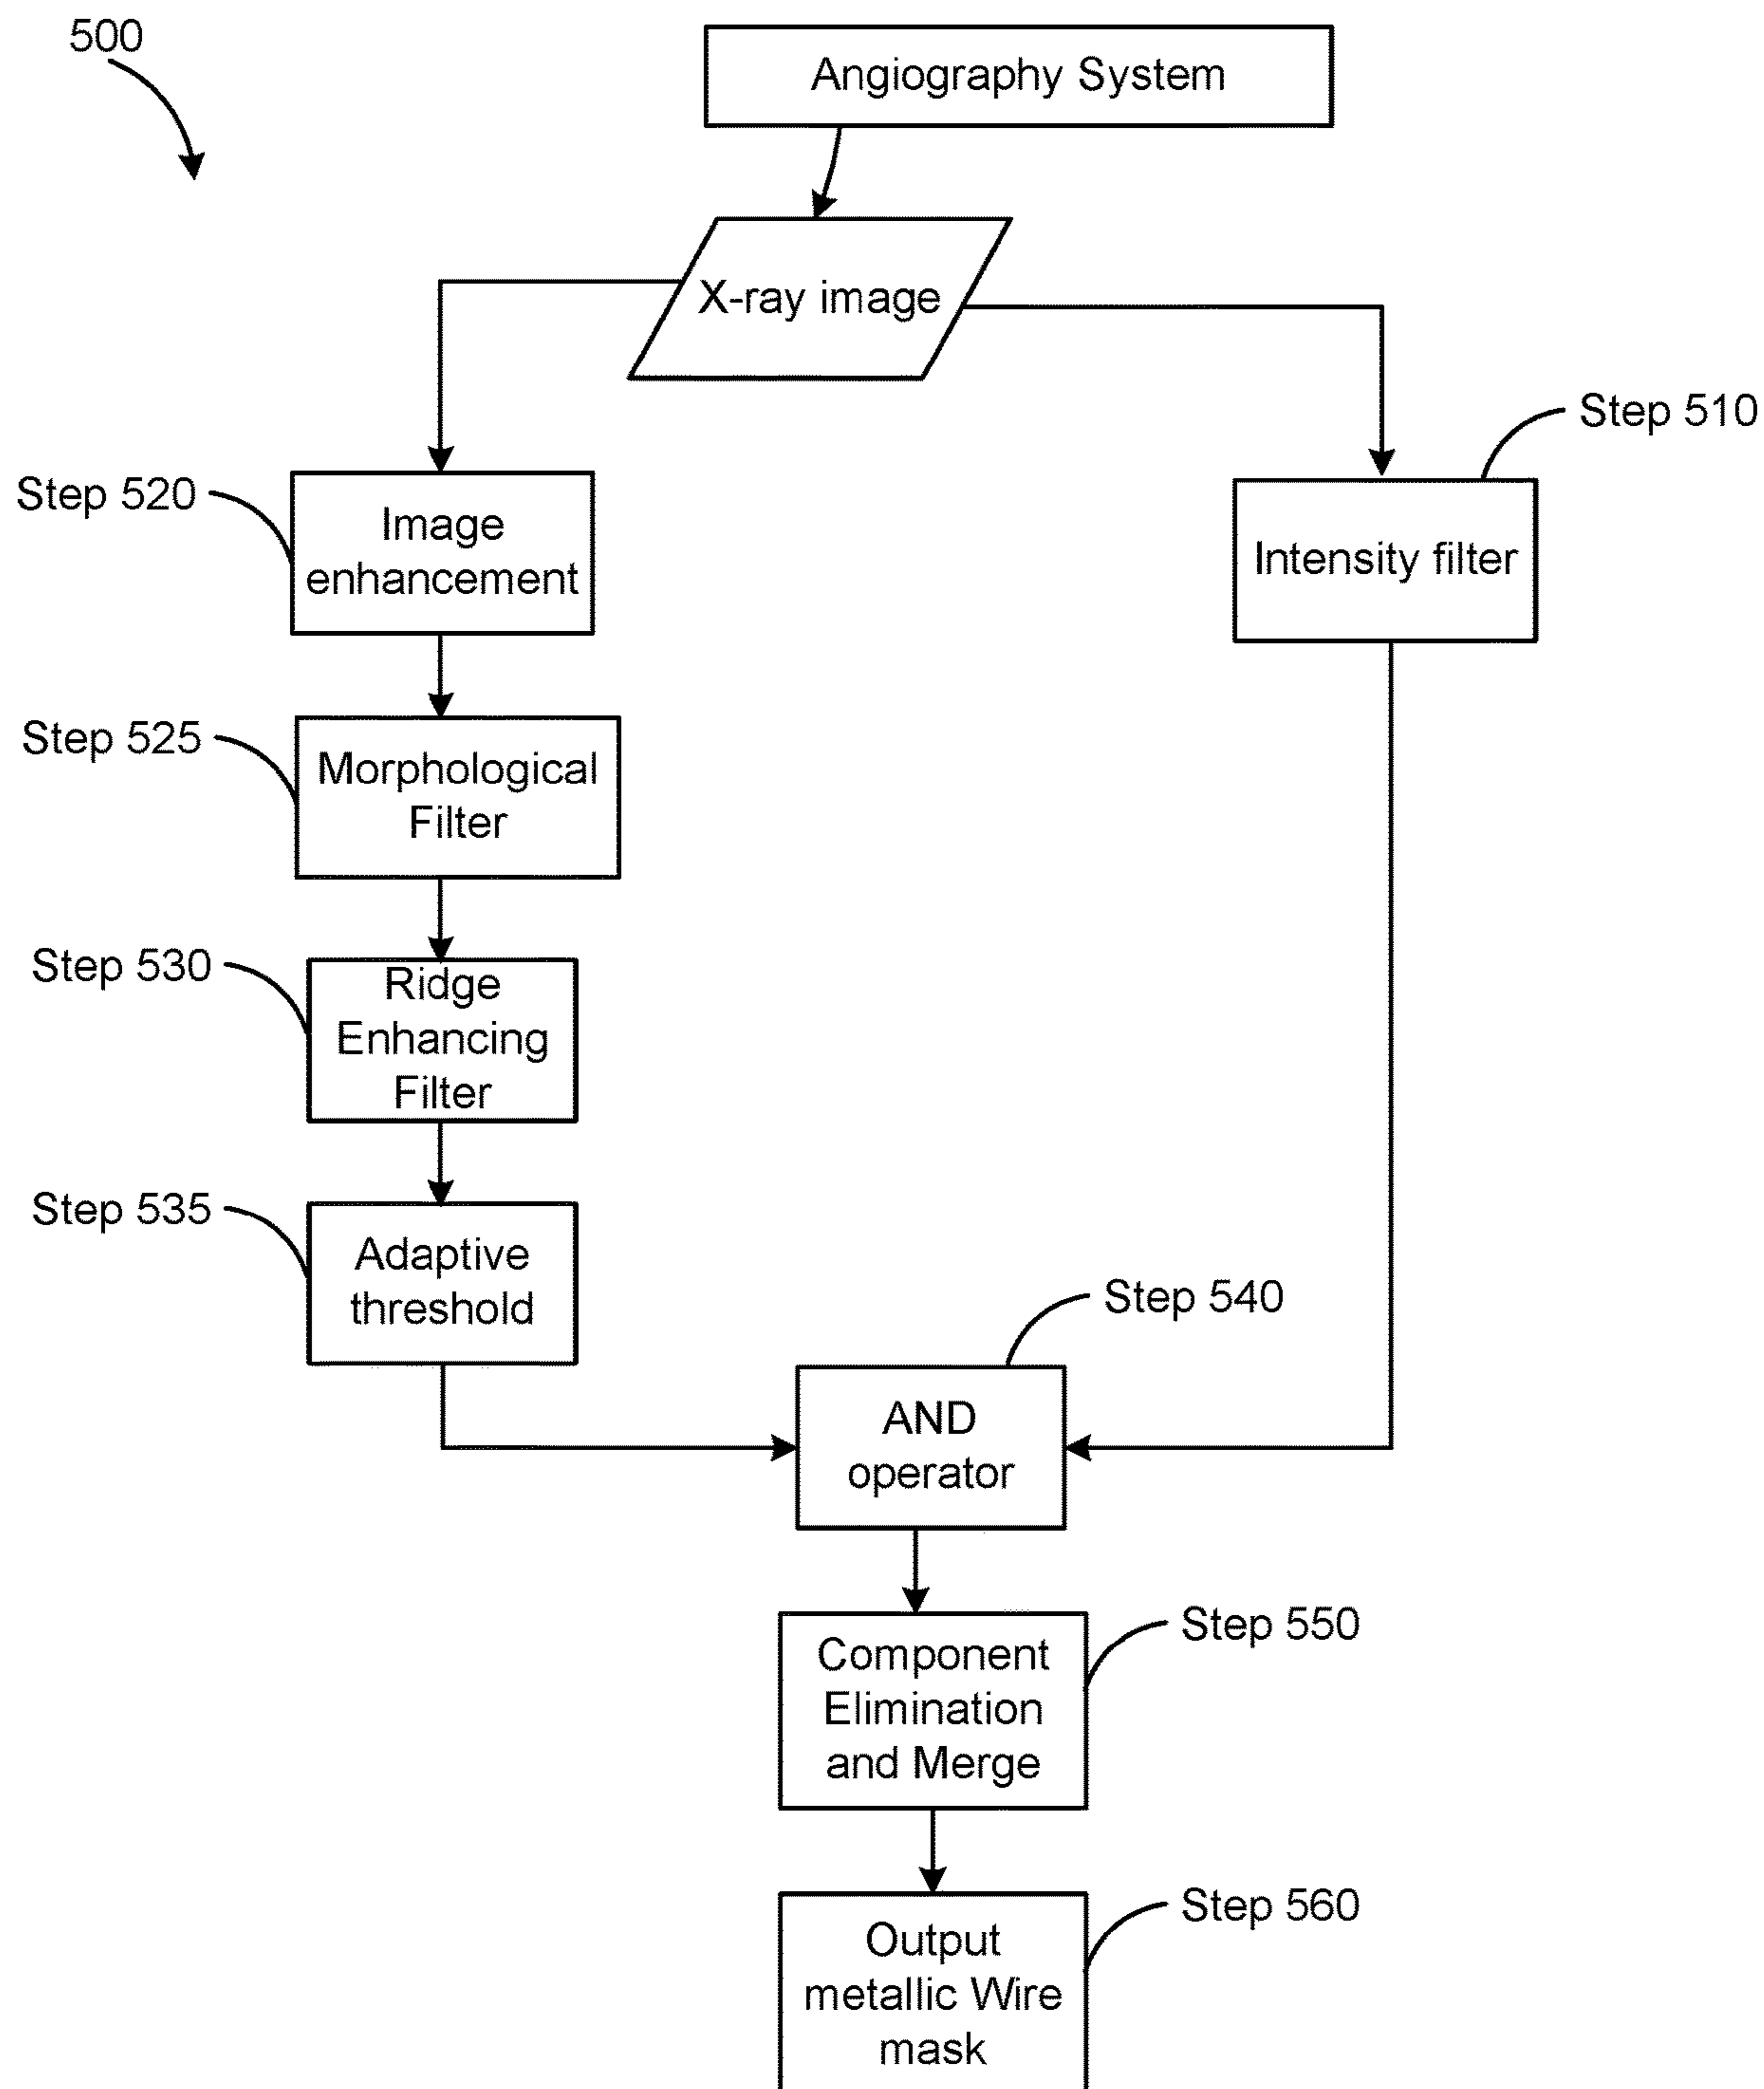 500
Angiography System
X-ray image
Step 510
Step 520
Image
enhancement
Intensity filter
Step 525
Morphological
Filter
Step 530
Ridge
Enhancing
Filter
Step 535
Adaptive
threshold
Step 540
AND
operator
Step 550
Component
Elimination
and Merge
Step 560
Output
metallic Wire
mask